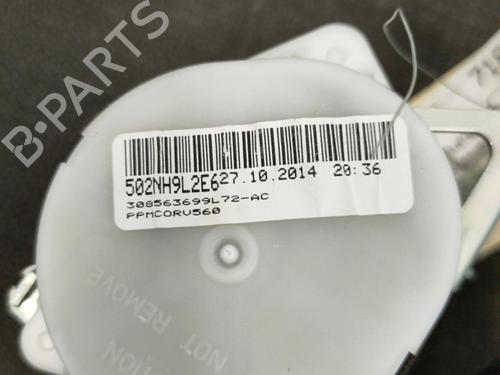 B-PARTS
502NH9L2E627.10.2014 20:36
308563699L72-AC
PPMCORV560
NOT REMOVE